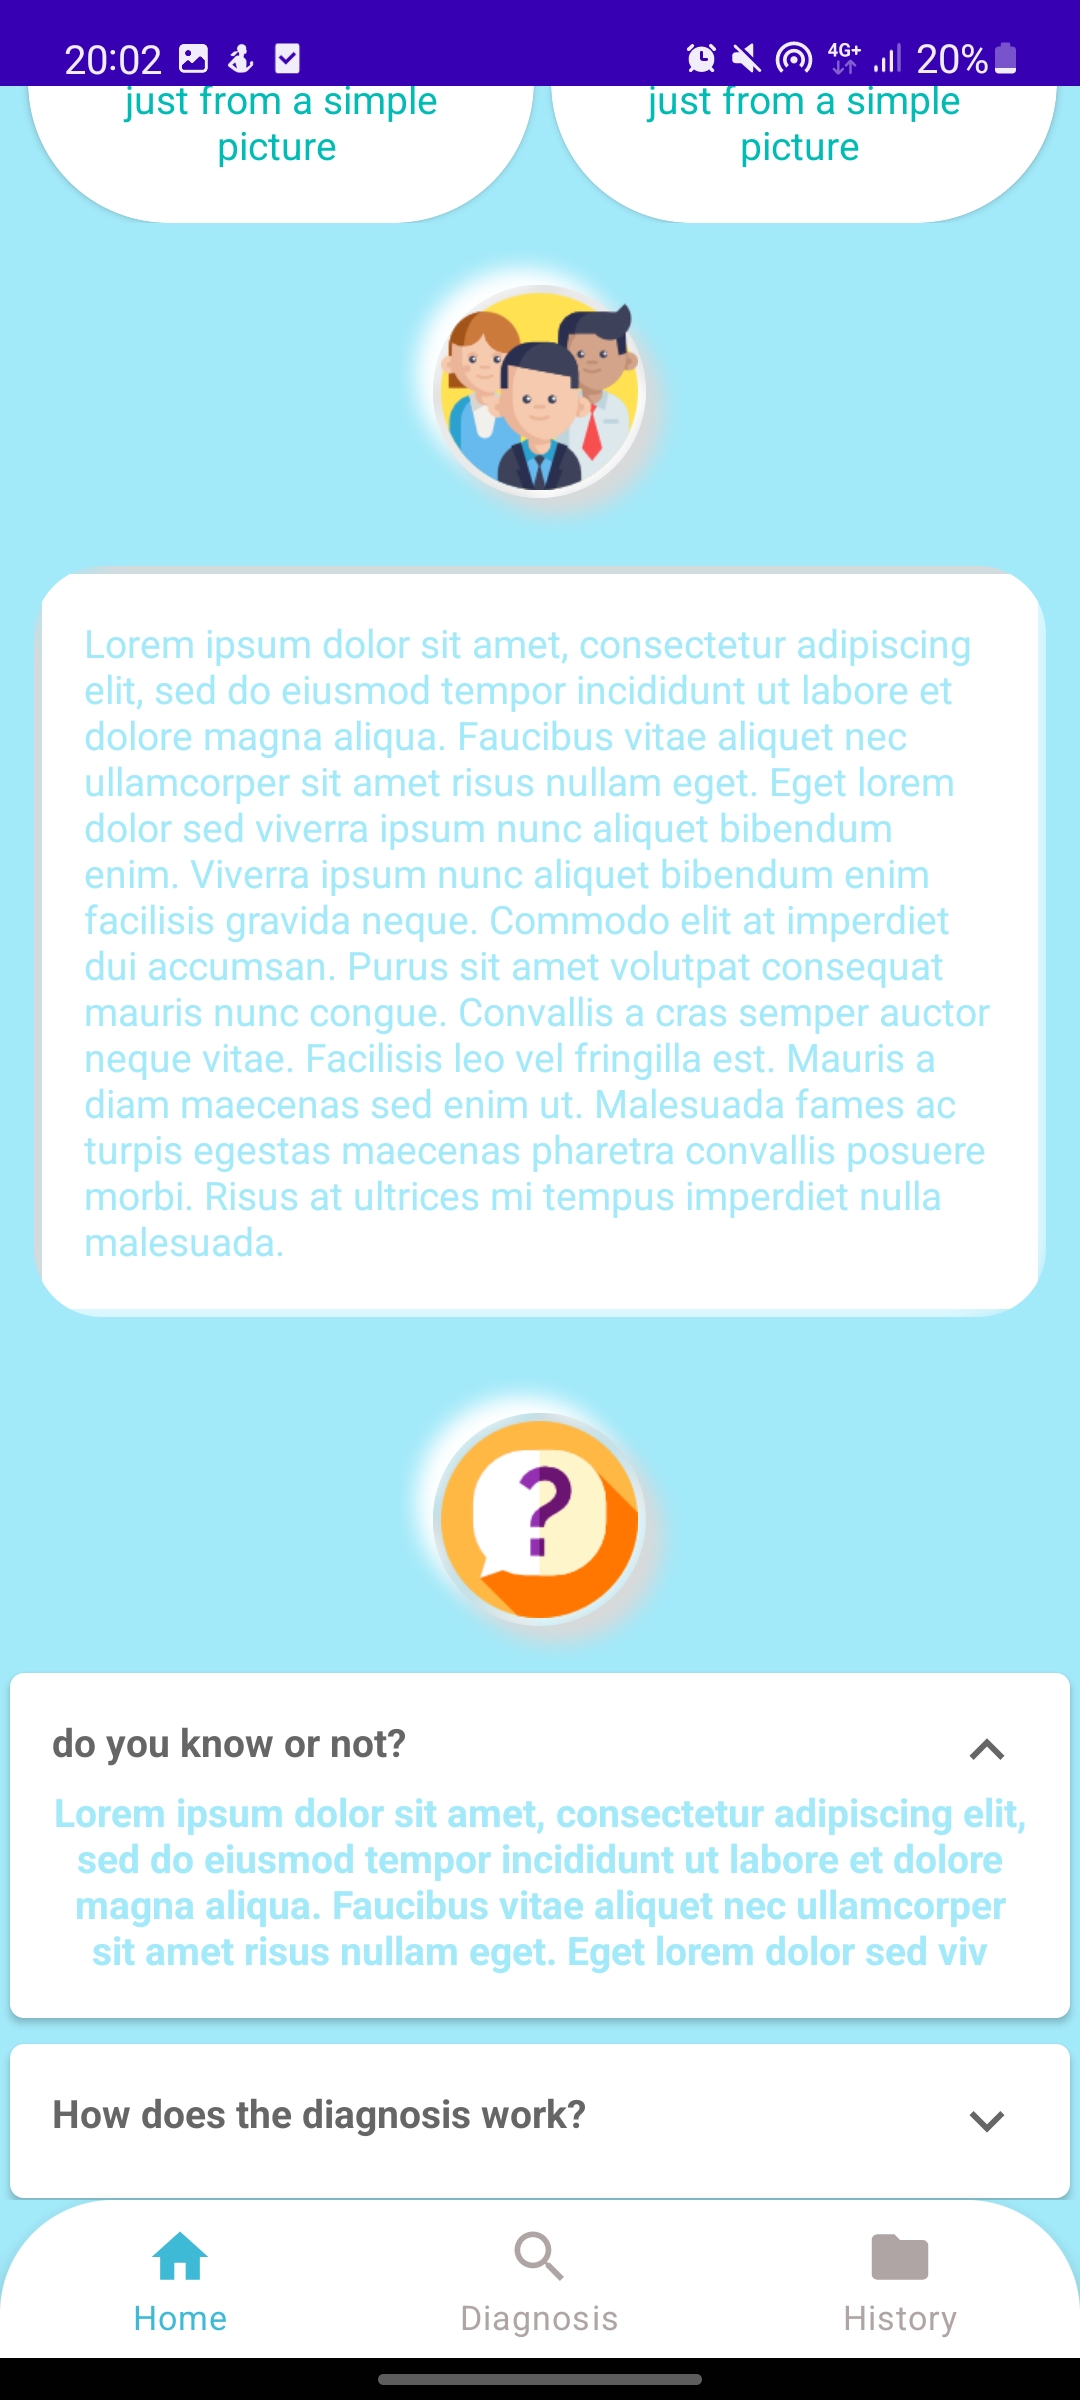 20:02
4G+
20%
just from a simple
picture
just from a simple
picture
Lorem ipsum dolor sit amet, consectetur adipiscing
elit, sed do eiusmod tempor incididunt ut labore et
dolore magna aliqua. Faucibus vitae aliquet nec
ullamcorper sit amet risus nullam eget. Eget lorem
dolor sed viverra ipsum nunc aliquet bibendum
enim. Viverra ipsum nunc aliquet bibendum enim
facilisis gravida neque. Commodo elit at imperdiet
dui accumsan. Purus sit amet volutpat consequat
mauris nunc congue. Convallis a cras semper auctor
neque vitae. Facilisis leo vel fringilla est. Mauris a
diam maecenas sed enim ut. Malesuada fames ac
turpis egestas maecenas pharetra convallis posuere
morbi. Risus at ultrices mi tempus imperdiet nulla
malesuada.
?
do you know or not?
Lorem ipsum dolor sit amet, consectetur adipiscing elit,
sed do eiusmod tempor incididunt ut labore et dolore
magna aliqua. Faucibus vitae aliquet nec ullamcorper
sit amet risus nullam eget. Eget lorem dolor sed viv
How does the diagnosis work?
Home
Diagnosis
History